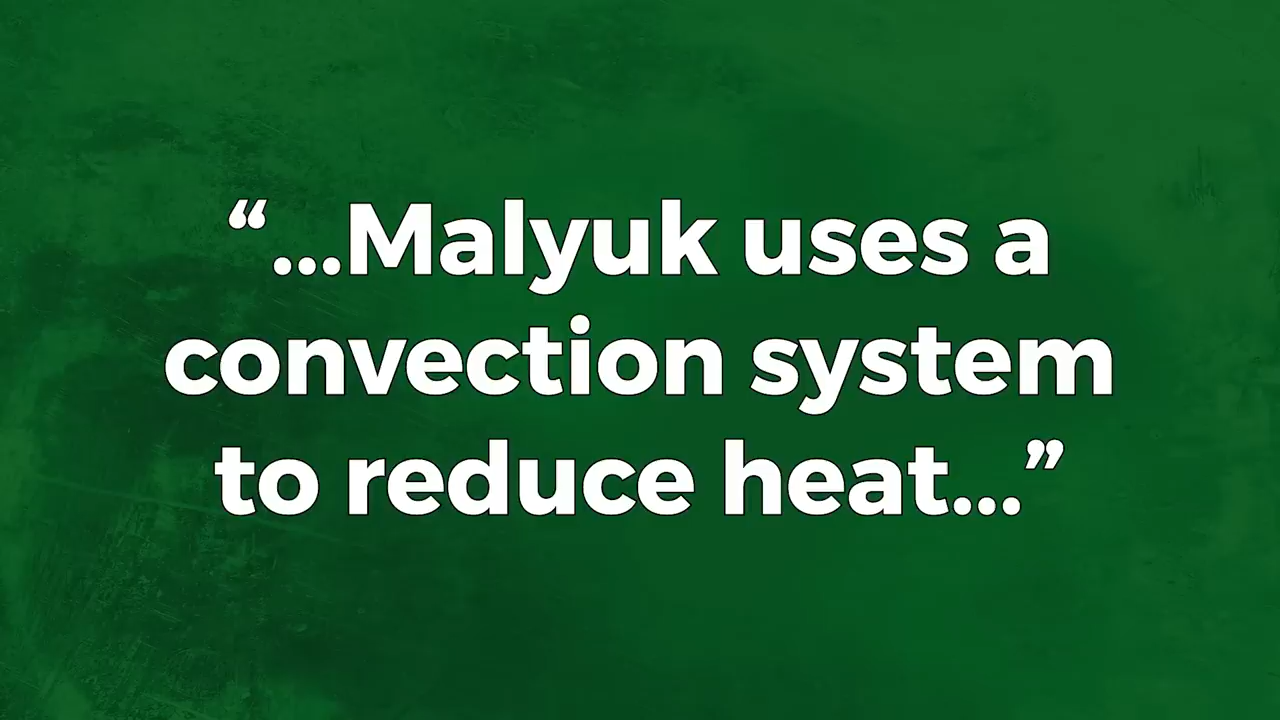 “...Malyuk uses a
convection system
to reduce heat...”